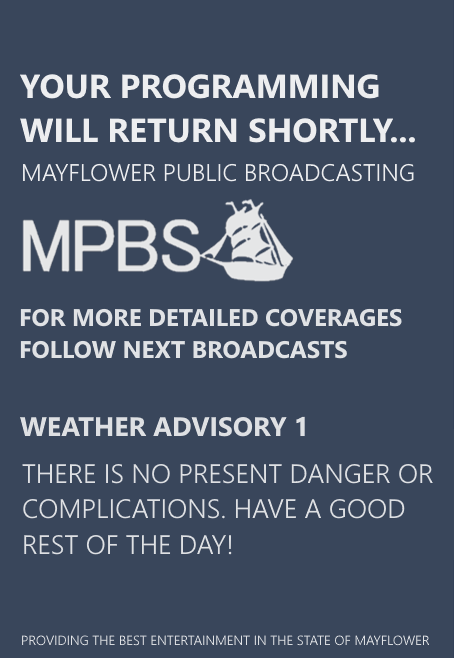 YOUR PROGRAMMING
WILL RETURN SHORTLY...
MAYFLOWER PUBLIC BROADCASTING
MPBS
FOR MORE DETAILED COVERAGES
FOLLOW NEXT BROADCASTS
WEATHER ADVISORY 1
THERE IS NO PRESENT DANGER OR
COMPLICATIONS. HAVE A GOOD
REST OF THE DAY!
PROVIDING THE BEST ENTERTAINMENT IN THE STATE OF MAYFLOWER